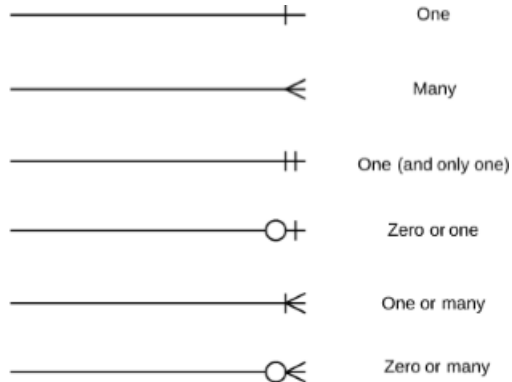 One
Many
One (and only one)
Zero or one
One or many
Zero or many